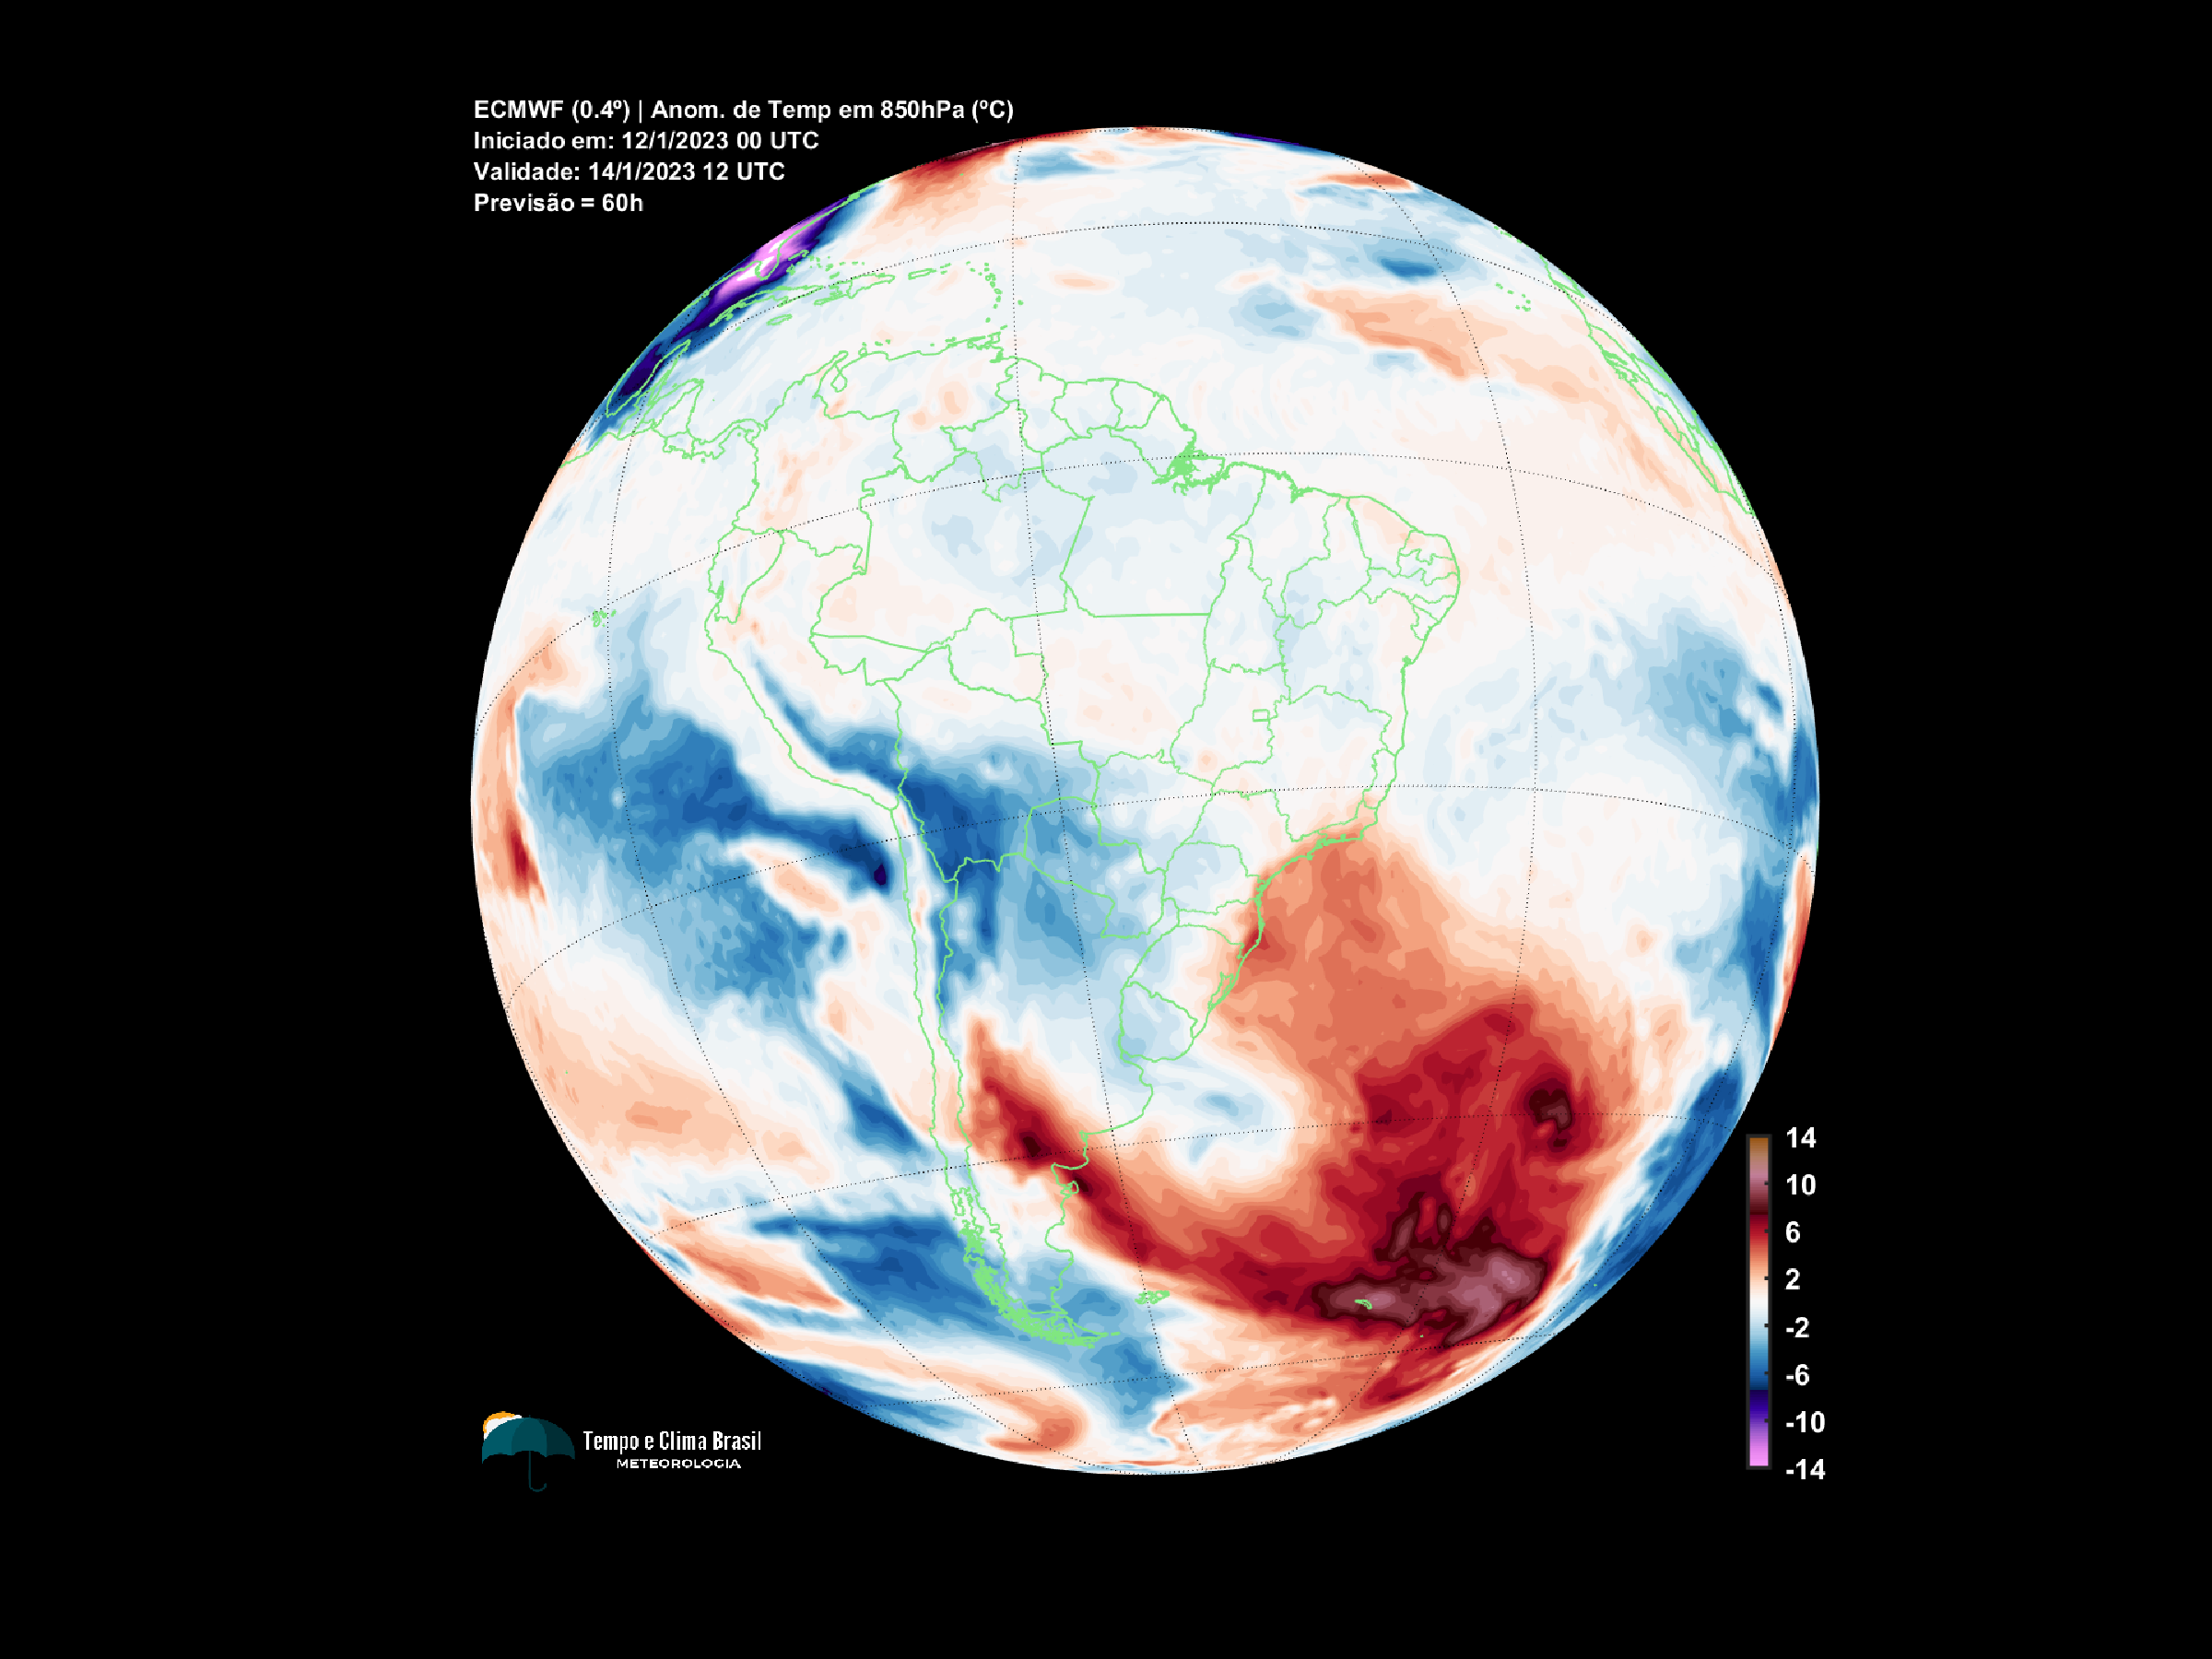 ECMWF (0.4º) | Anom. de Temp em 850hPa (ºC)
Iniciado em: 12/1/2023 00 UTC
Validade: 14/1/2023 12 UTC
Previsão = 60h
14
10
6
2
-2
-6
-10
-14
Tempo e Clima Brasil
METEOROLOGIA